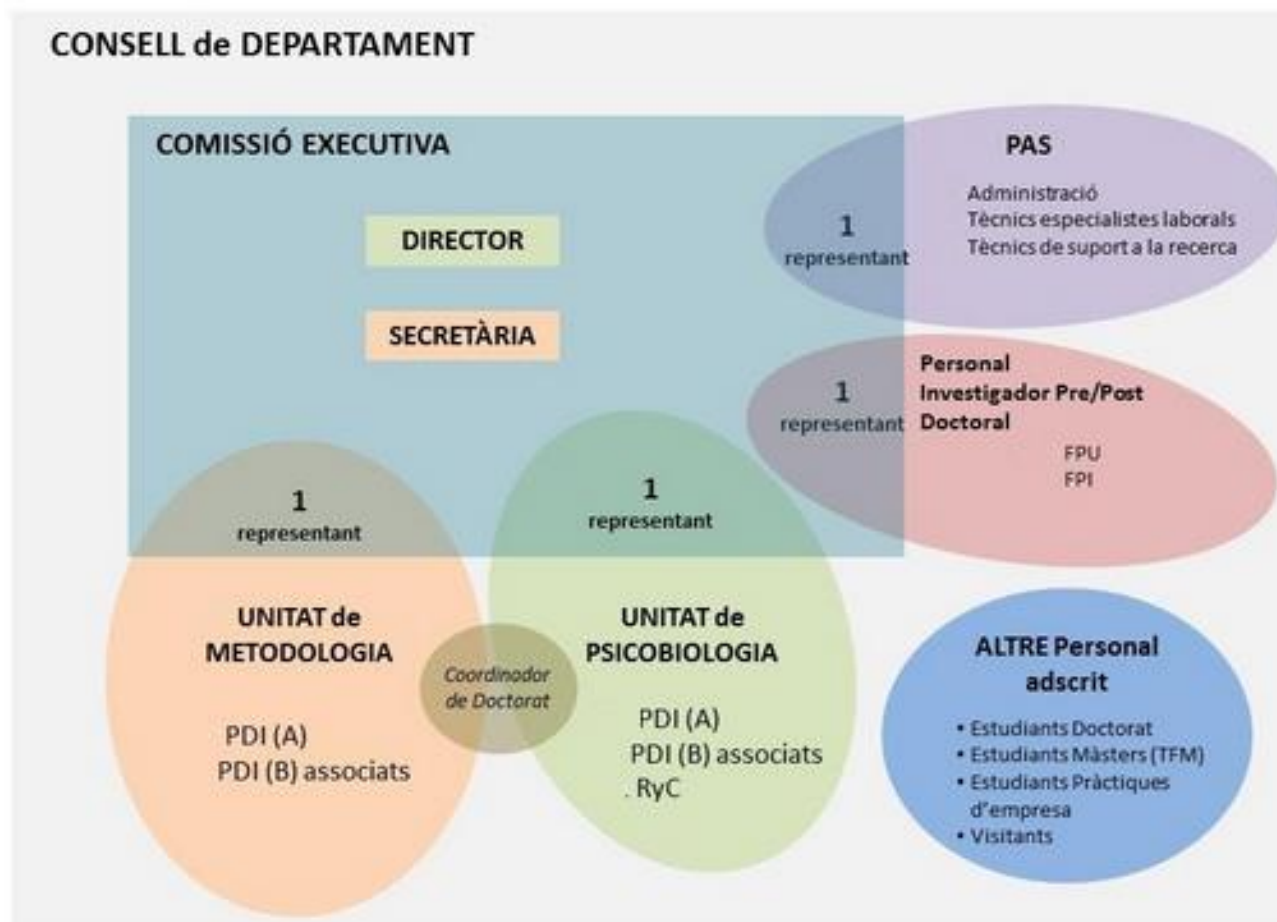 CONSELL de DEPARTAMENT
COMISSIÓ EXECUTIVA
DIRECTOR
SECRETÀRIA
PAS
Administració
Tècnics especialistes laborals
Tècnics de suport a la recerca
1
representant
Personal
Investigador Pre/Post
Doctoral
FPU
FPI
1
representant
1
representant
UNITAT de
METODOLOGIA
PDI (A)
PDI (B) associats
Coordinador
de Doctorat
1
representant
UNITAT de
PSICOBIOLOGIA
PDI (A)
PDI (B) associats
. RyC
ALTRE Personal
adscrit
• Estudiants Doctorat
• Estudiants Màsters (TFM)
• Estudiants Pràctiques
d'empresa
• Visitants